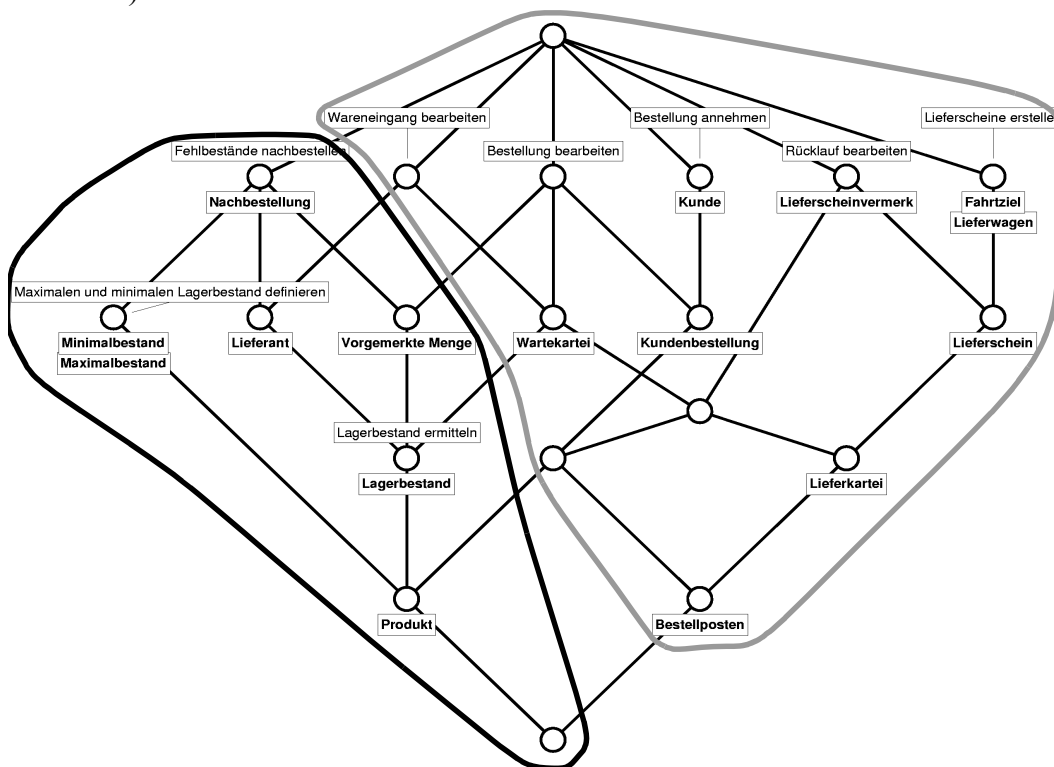 )
Wareneingang bearbeiten
Bestellung annehmen
Lieferscheine erstelle
Fehlbestände nachbestellen
Bestellung bearbeiten
Rücklauf bearbeiten
Nachbestellung
Kunde
Lieferscheinvermerk
Fahrtziel
Lieferwagen
Maximalen und minimalen Lagerbestand definieren
Minimalbestand
Maximalbestand
Lieferant
Vorgemerkte Menge
Wartekartei
Kundenbestellung
Lieferschein
Lagerbestand ermitteln
Lagerbestand
Lieferkartei
Produkt
Bestellposten